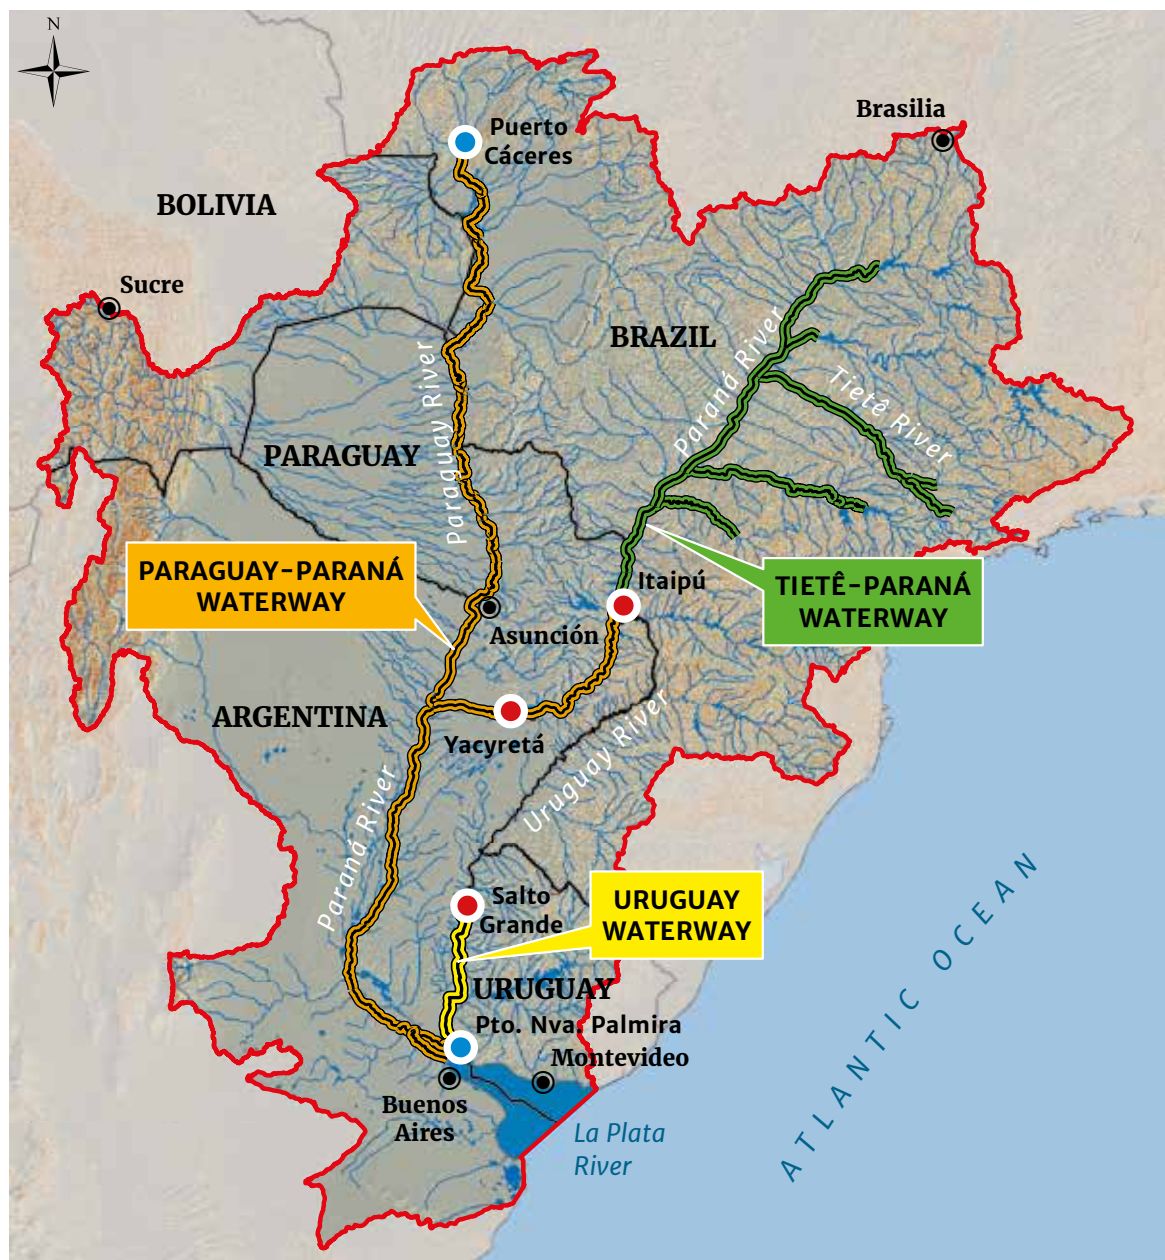 N
Puerto
Cáceres
Brasilia
BOLIVIA
Sucre
BRAZIL
Paraná River
Tietê River
Paraguay River
PARAGUAY
PARAGUAY-PARANÁ
WATERWAY
Itaipú
TIETÊ-PARANÁ
WATERWAY
Asunción
ARGENTINA
Yacyretá
Uruguay River
Paraná River
Salto
Grande
URUGUAY
WATERWAY
URUGUAY
Pto. Nva. Palmira
Montevideo
Buenos
Aires
La Plata
River
ATLANTIC OCEAN